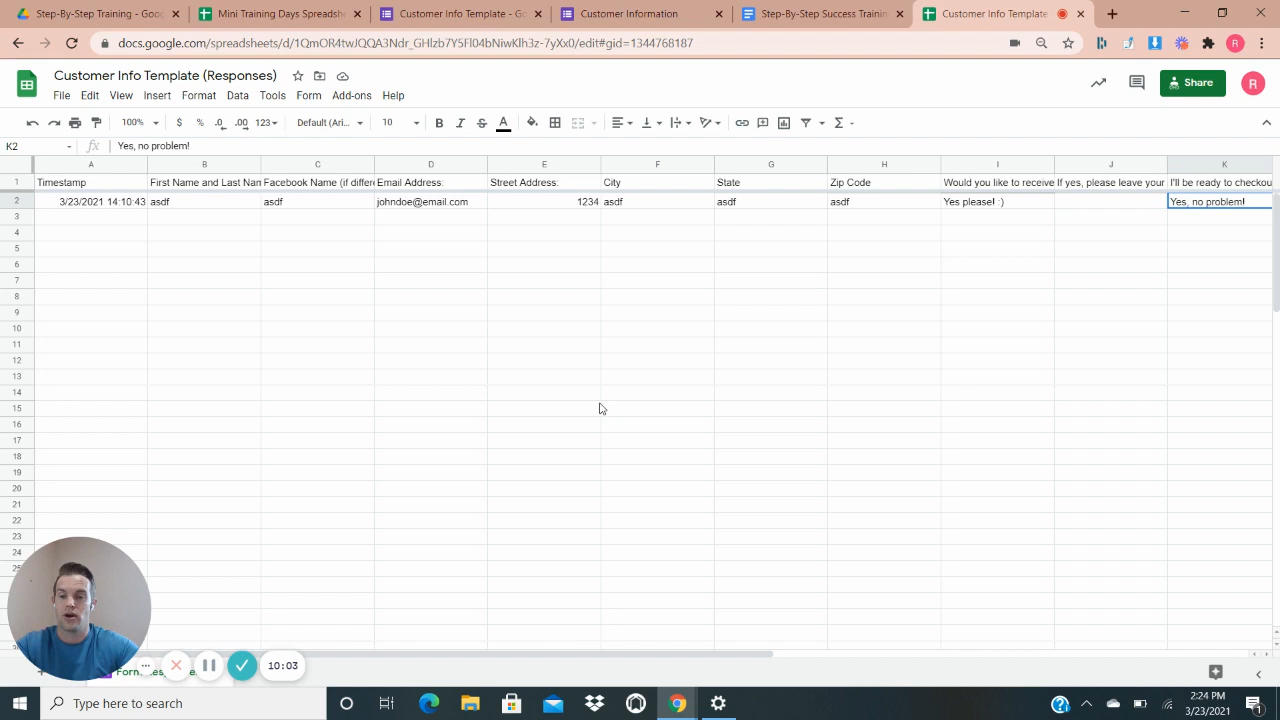 Step-By-Step Training - Goog
Mini Training Days Spreadshe
Customer Info Template - Go
Customer Information
Step-By-Step Success Trainin
Customer Info Template
docs.google.com/spreadsheets/d/1QmOR4twJQQA3Ndr_GHlzb7Y5Fl04bNiwKlh3z-7yXx0/edit#gid=1344768187
R
Customer Info Template (Responses)
Share
R
File Edit View Insert Format Data Tools Form Add-ons Help
100% $ % .0 .00 123 Default (Ari... 10 B I S A Σ
K2 fx Yes, no problem!
A B C D E F G H I J K
1 Timestamp First Name and Last Nan Facebook Name (if differe Email Address: Street Address: City State Zip Code Would you like to receive If yes, please leave your I'll be ready to checkou
2 3/23/2021 14:10:43 asdf asdf johndoe@email.com 1234 asdf asdf asdf Yes please! :) Yes, no problem!
3
4
5
6
7
8
9
10
11
12
13
14
15
16
17
18
19
20
21
22
23
24
10:03
Type here to search
2:24 PM
3/23/2021